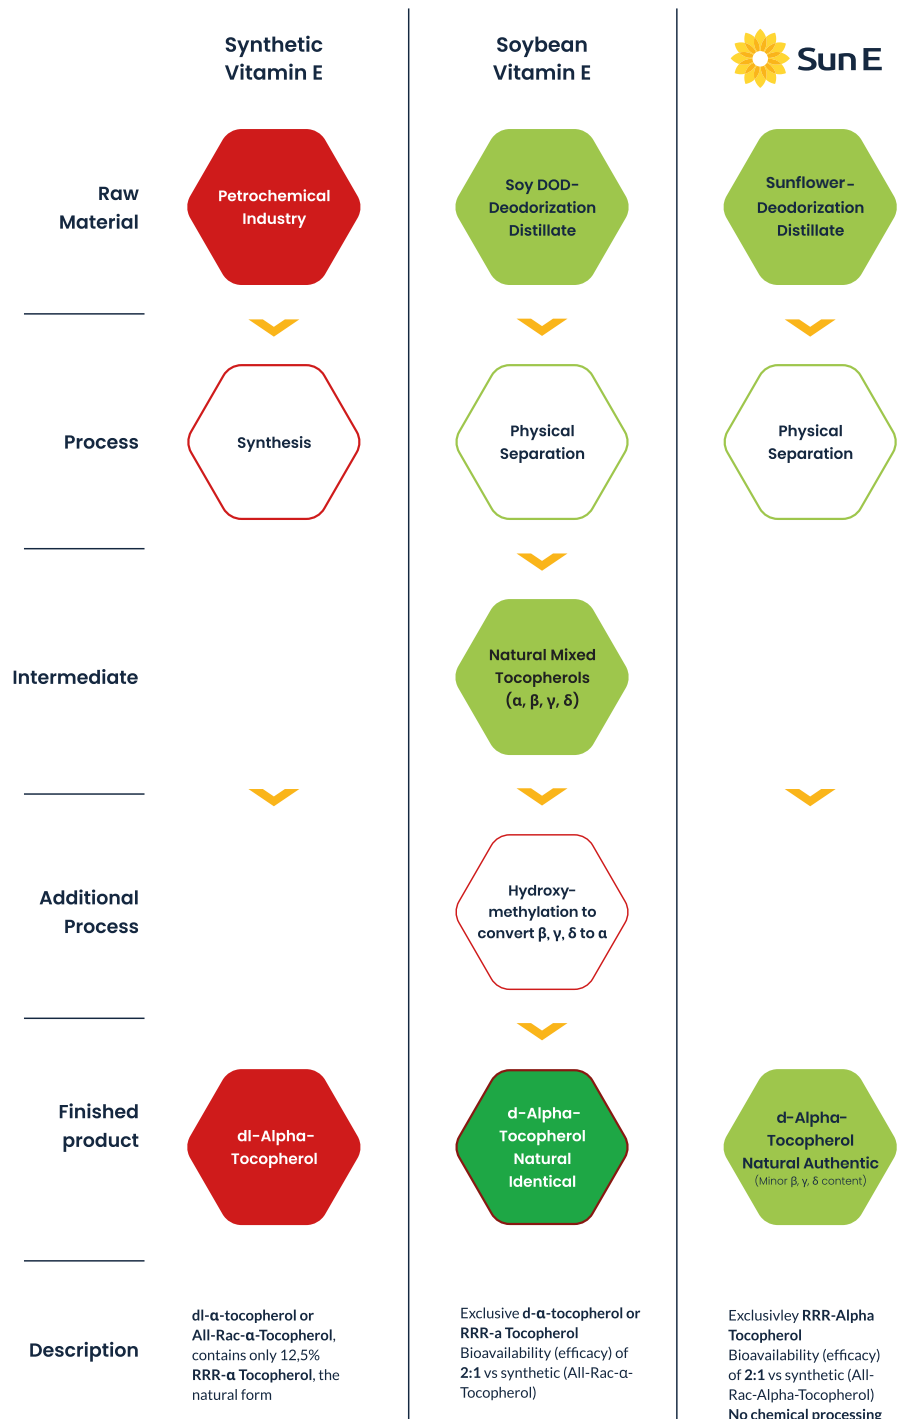 Synthetic
Vitamin E
Soybean
Vitamin E
Sun E
Raw
Material
Petrochemical
Industry
Soy DOD-
Deodorization
Distillate
Sunflower-
Deodorization
Distillate
Process
Synthesis
Physical
Separation
Physical
Separation
Intermediate
Natural Mixed
Tocopherols
(α, β, γ, δ)
Additional
Process
Hydroxy-
methylation to
convert β, γ, δ to α
Finished
product
dl-Alpha-
Tocopherol
d-Alpha-
Tocopherol
Natural
Identical
d-Alpha-
Tocopherol
Natural Authentic
(Minor β, γ, δ content)
Description
dl-α-tocopherol or
All-Rac-α-Tocopherol,
contains only 12,5%
RRR-α Tocopherol, the
natural form
Exclusive d-α-tocopherol or
RRR-a Tocopherol
Bioavailability (efficacy) of
2:1 vs synthetic (All-Rac-α-
Tocopherol)
Exclusivley RRR-Alpha
Tocopherol
Bioavailability (efficacy)
of 2:1 vs synthetic (All-
Rac-Alpha-Tocopherol)
No chemical processing